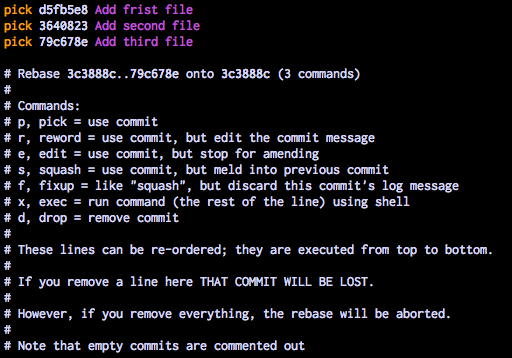 pick d5fb5e8 Add frist file
pick 3640823 Add second file
pick 79c678e Add third file
# Rebase 3c3888c..79c678e onto 3c3888c (3 commands)
#
# Commands:
# p, pick = use commit
# r, reword = use commit, but edit the commit message
# e, edit = use commit, but stop for amending
# s, squash = use commit, but meld into previous commit
# f, fixup = like "squash", but discard this commit's log message
# x, exec = run command (the rest of the line) using shell
# d, drop = remove commit
#
# These lines can be re-ordered; they are executed from top to bottom.
#
# If you remove a line here THAT COMMIT WILL BE LOST.
#
# However, if you remove everything, the rebase will be aborted.
#
# Note that empty commits are commented out